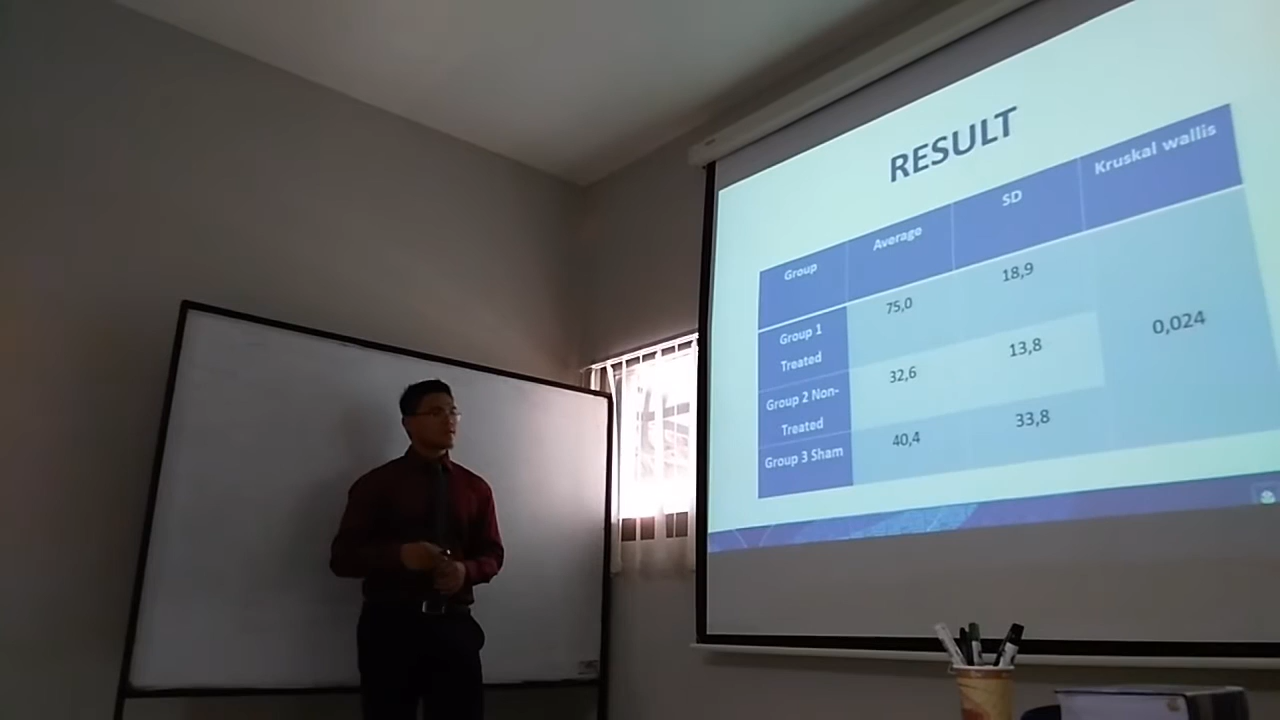 RESULT
Group Average SD Kruskal wallis
Group 1
Treated
75,0 18,9 0,024
Group 2 Non-
Treated
32,6 13,8
Group 3 Sham 40,4 33,8